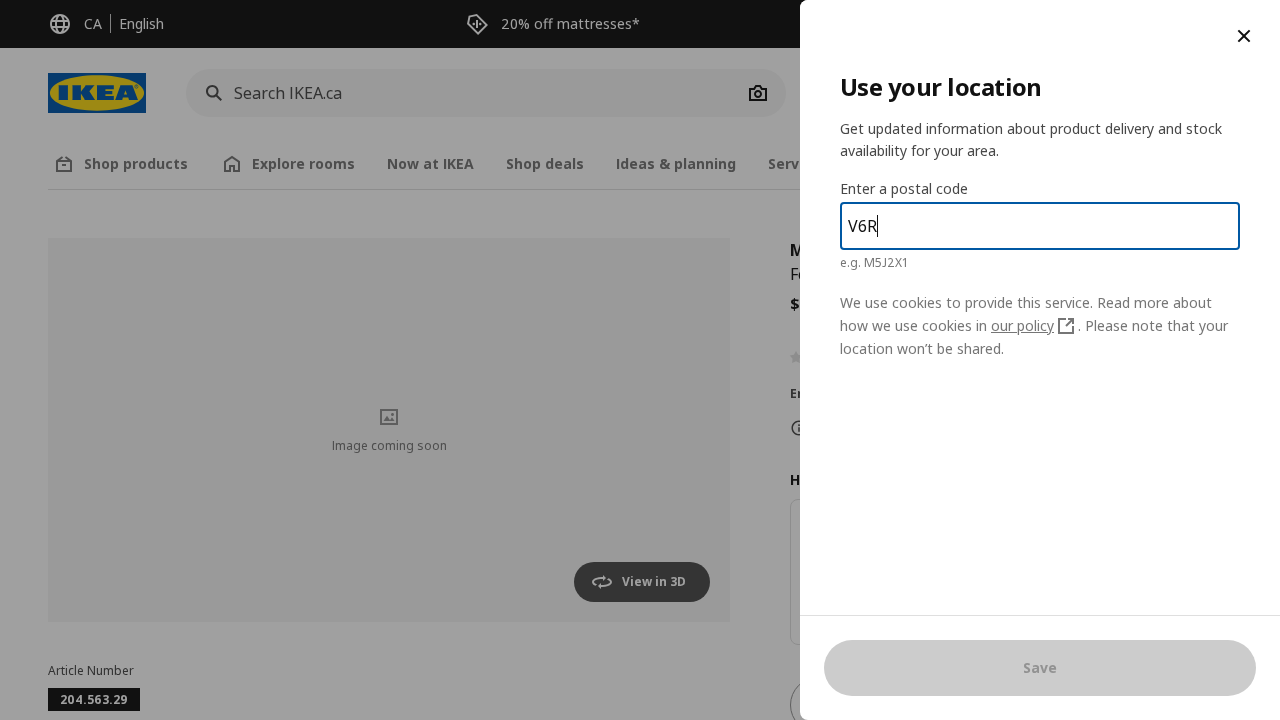 CA | English
20% off mattresses*
IKEA
Search IKEA.ca
Shop products
Explore rooms
Now at IKEA
Shop deals
Ideas & planning
Serv
Image coming soon
View in 3D
Article Number
204.563.29
M
Fe
$
En
H
Use your location
Get updated information about product delivery and stock
availability for your area.
Enter a postal code
V6R
e.g. M5J2X1
We use cookies to provide this service. Read more about
how we use cookies in our policy . Please note that your
location won’t be shared.
Save